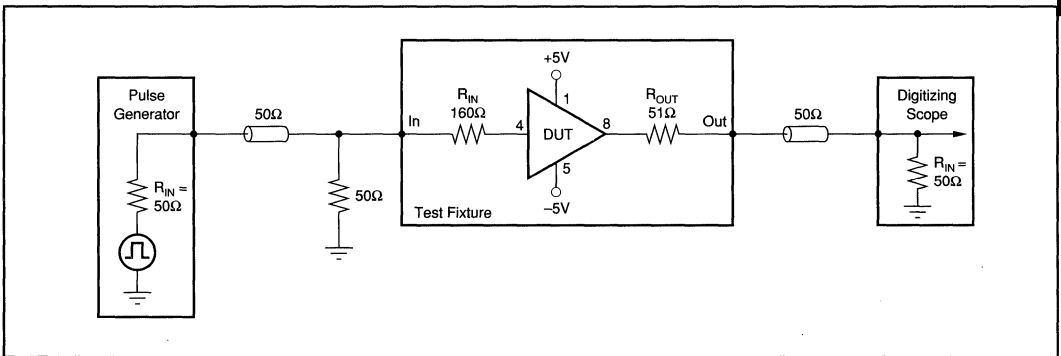 Pulse
Generator
R_IN =
50Ω
50Ω
50Ω
In
R_IN
160Ω
4
+5V
1
DUT
5
–5V
8
R_OUT
51Ω
Out
Test Fixture
50Ω
Digitizing
Scope
R_IN =
50Ω